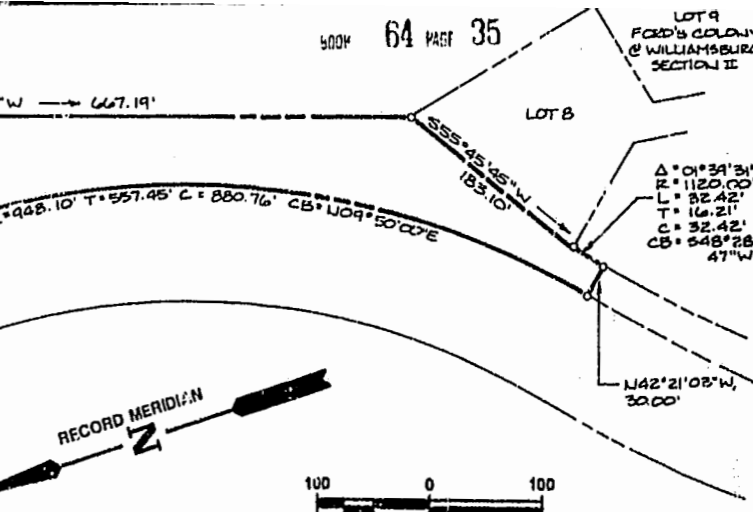 BOOK 64 PAGE 35
LOT 9
FORD'S COLONY
@ WILLIAMSBURG
SECTION II
"W → 667.19'
LOT 8
S55°45'45"W
183.10'
Δ=01°39'31"
R=1120.00'
L=32.42'
T=16.21'
C=32.42'
CB=S48°28'
47"W
=948.10' T=557.45' C=880.76' CB=N09°50'07"E
N42°21'03"W,
30.00'
RECORD MERIDIAN
N
100 0 100